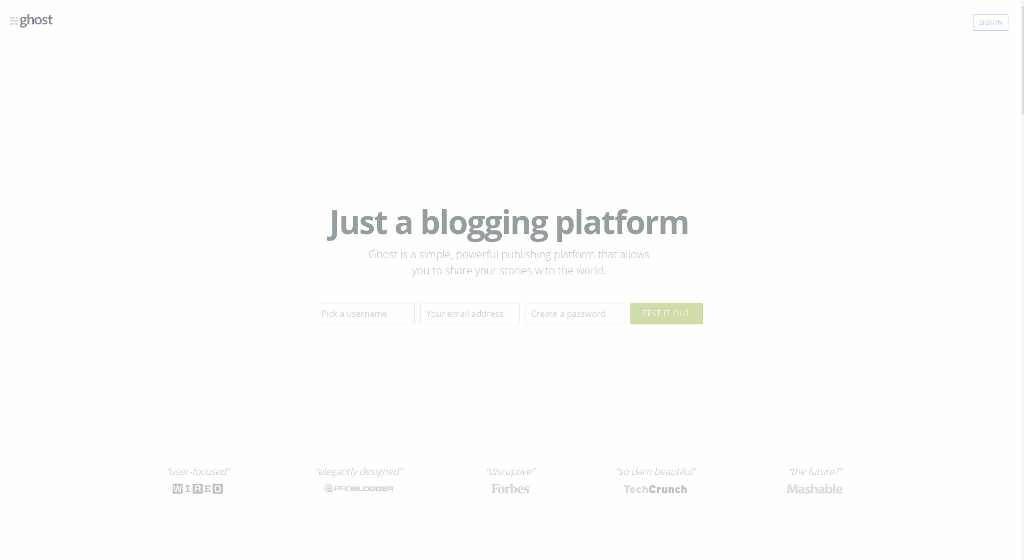 ghost
SIGN IN
Just a blogging platform
Ghost is a simple, powerful publishing platform that allows
you to share your stories with the world.
Pick a username
Your email address
Create a password
TEST IT OUT
"user-focused"
"elegantly designed"
"disruptive"
"so darn beautiful"
"the future?"
WIRED
PROBLOGGER
Forbes
TechCrunch
Mashable